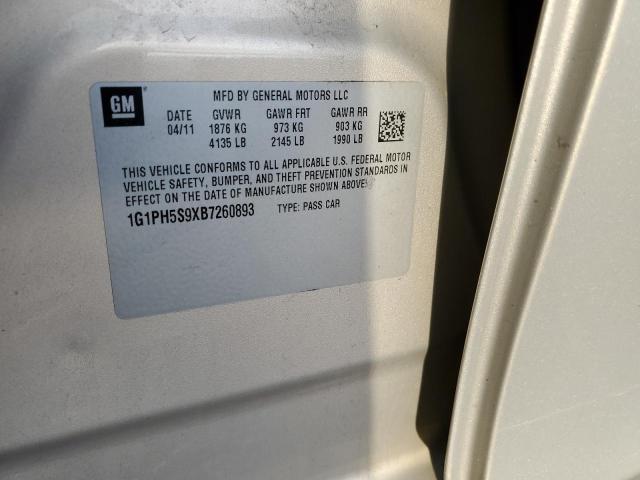 GM
MFD BY GENERAL MOTORS LLC
DATE GVWR GAWR FRT GAWR RR
04/11 1876 KG 973 KG 903 KG
4135 LB 2145 LB 1990 LB
THIS VEHICLE CONFORMS TO ALL APPLICABLE U.S. FEDERAL MOTOR
VEHICLE SAFETY, BUMPER, AND THEFT PREVENTION STANDARDS IN
EFFECT ON THE DATE OF MANUFACTURE SHOWN ABOVE.
1G1PH5S9XB7260893 TYPE: PASS CAR